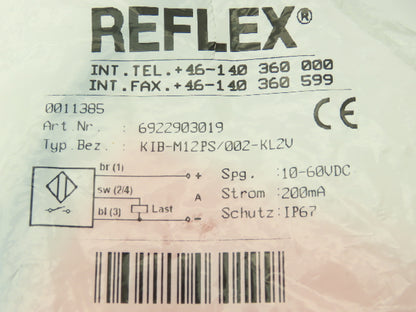 REFLEX®
INT.TEL.+46-140 360 000
INT.FAX.+46-140 360 599
0011385
CE
Art.Nr. : 6922903019
Typ.Bez.: KIB-M12PS/002-KL2V
br (1) + Spg. :10-60VDC
sw (2/4) A Strom :200mA
bl (3) Last − Schutz:IP67